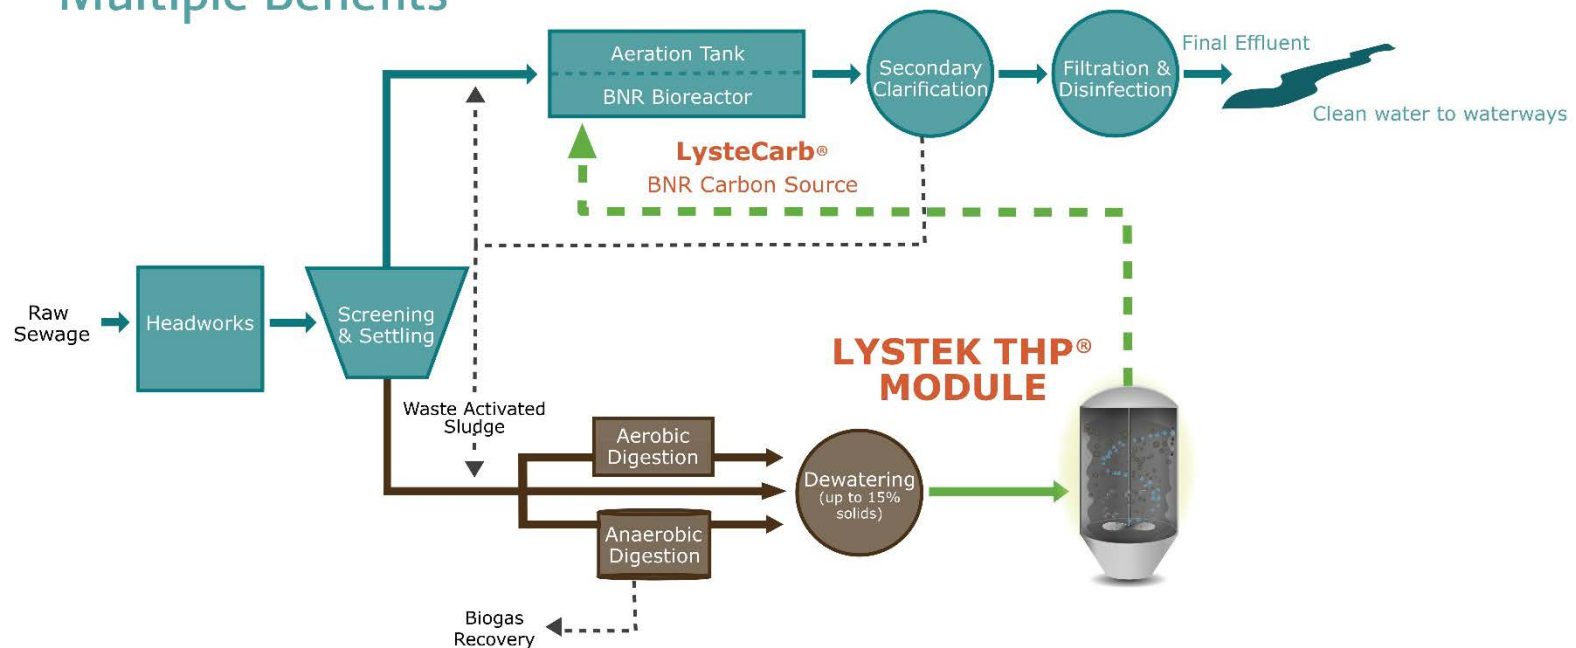 Multiple Benefits
Aeration Tank
BNR Bioreactor
Secondary
Clarification
Filtration &
Disinfection
Final Effluent
Clean water to waterways
LysteCarb®
BNR Carbon Source
Raw
Sewage
Headworks
Screening
& Settling
LYSTEK THP®
MODULE
Waste Activated
Sludge
Aerobic
Digestion
Dewatering
(up to 15%
solids)
Anaerobic
Digestion
Biogas
Recovery